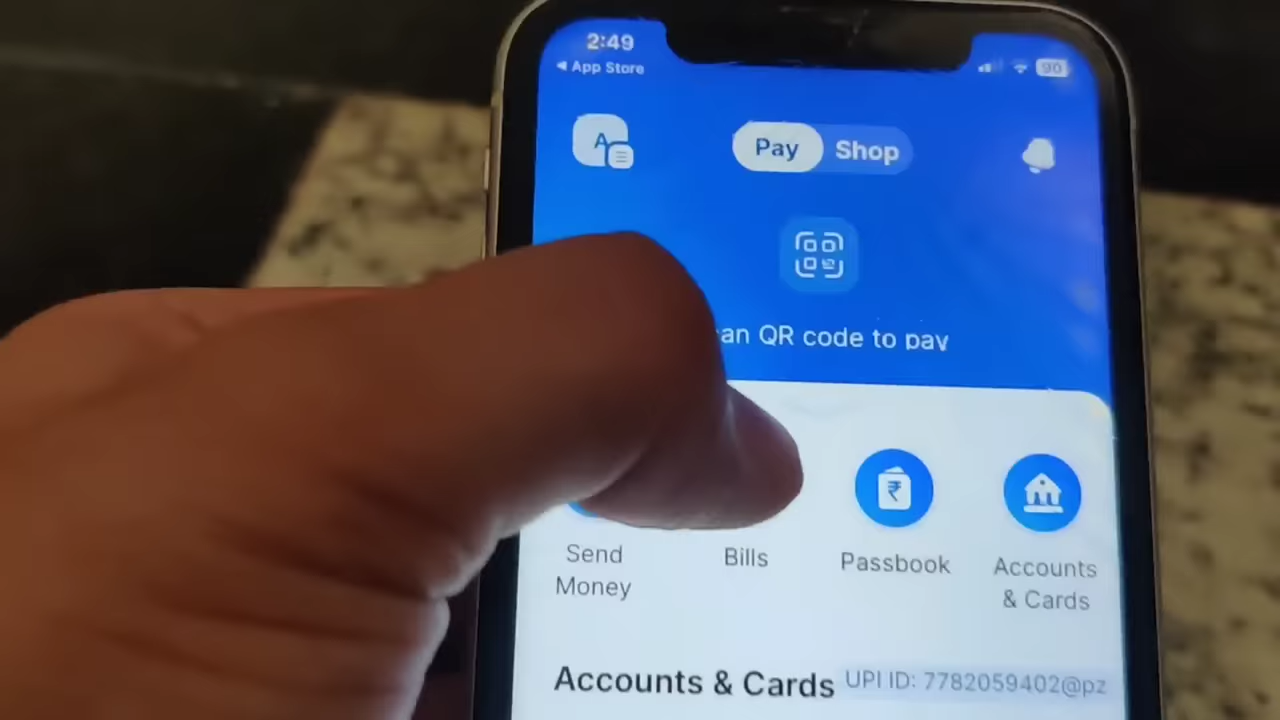 2:49
◀ App Store
90
A
Pay
Shop
an QR code to pay
Send
Money
Bills
Passbook
Accounts
& Cards
Accounts & Cards
UPI ID: 7782059402@pz